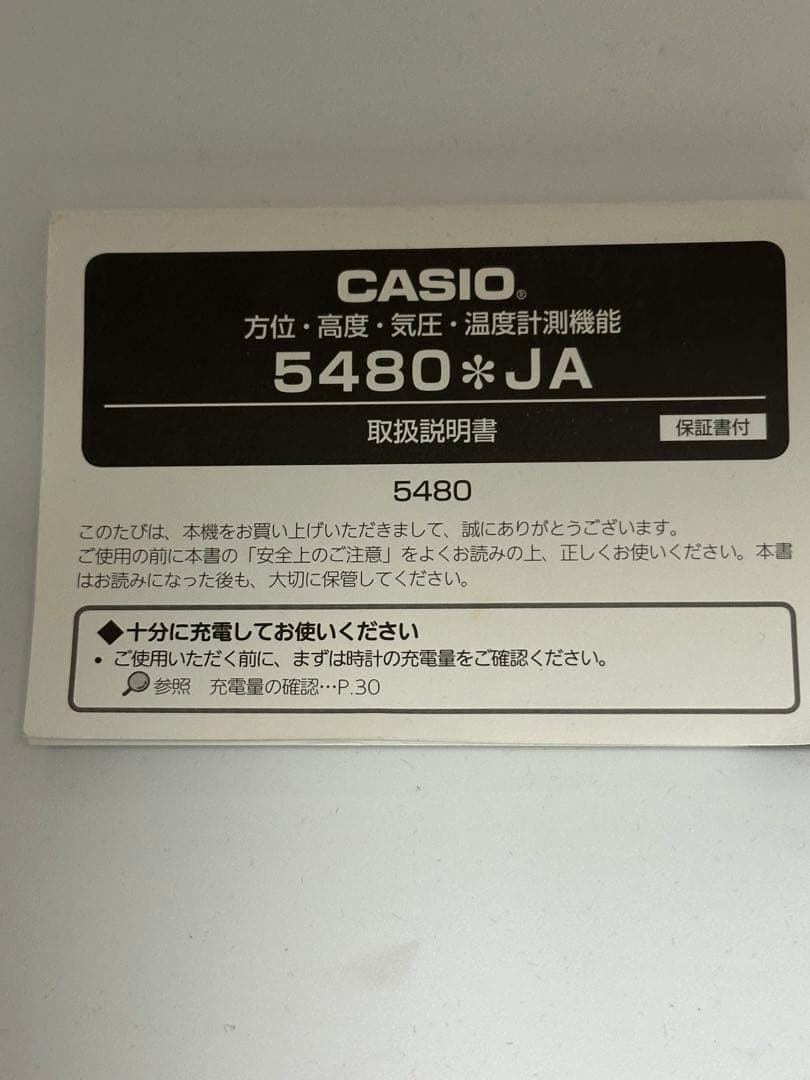 CASIO®
方位・高度・気圧・温度計測機能
5480＊JA
取扱説明書
保証書付
5480
このたびは、本機をお買い上げいただきまして、誠にありがとうございます。
ご使用の前に本書の「安全上のご注意」をよくお読みの上、正しくお使いください。本書
はお読みになった後も、大切に保管してください。
◆十分に充電してお使いください
• ご使用いただく前に、まずは時計の充電量をご確認ください。
参照　充電量の確認…P.30